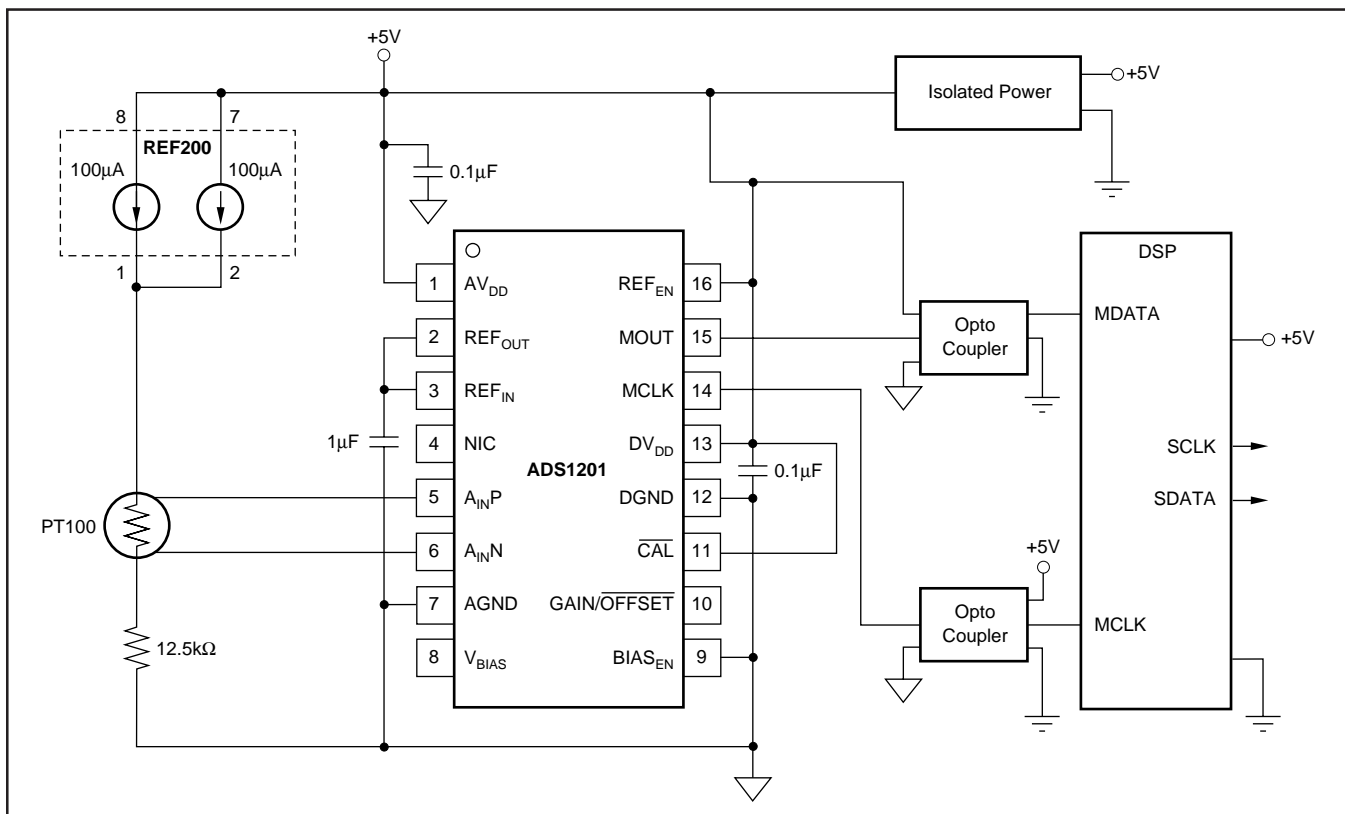 +5V
Isolated Power
+5V
8
7
REF200
100µA
100µA
0.1µF
1
2
DSP
1
AVDD
REFEN
16
2
REFOUT
MOUT
15
Opto
Coupler
MDATA
+5V
3
REFIN
MCLK
14
1µF
4
NIC
DVDD
13
ADS1201
0.1µF
SCLK
5
AINP
DGND
12
SDATA
PT100
6
AINN
CAL
11
+5V
7
AGND
GAIN/OFFSET
10
Opto
Coupler
MCLK
12.5kΩ
8
VBIAS
BIASEN
9